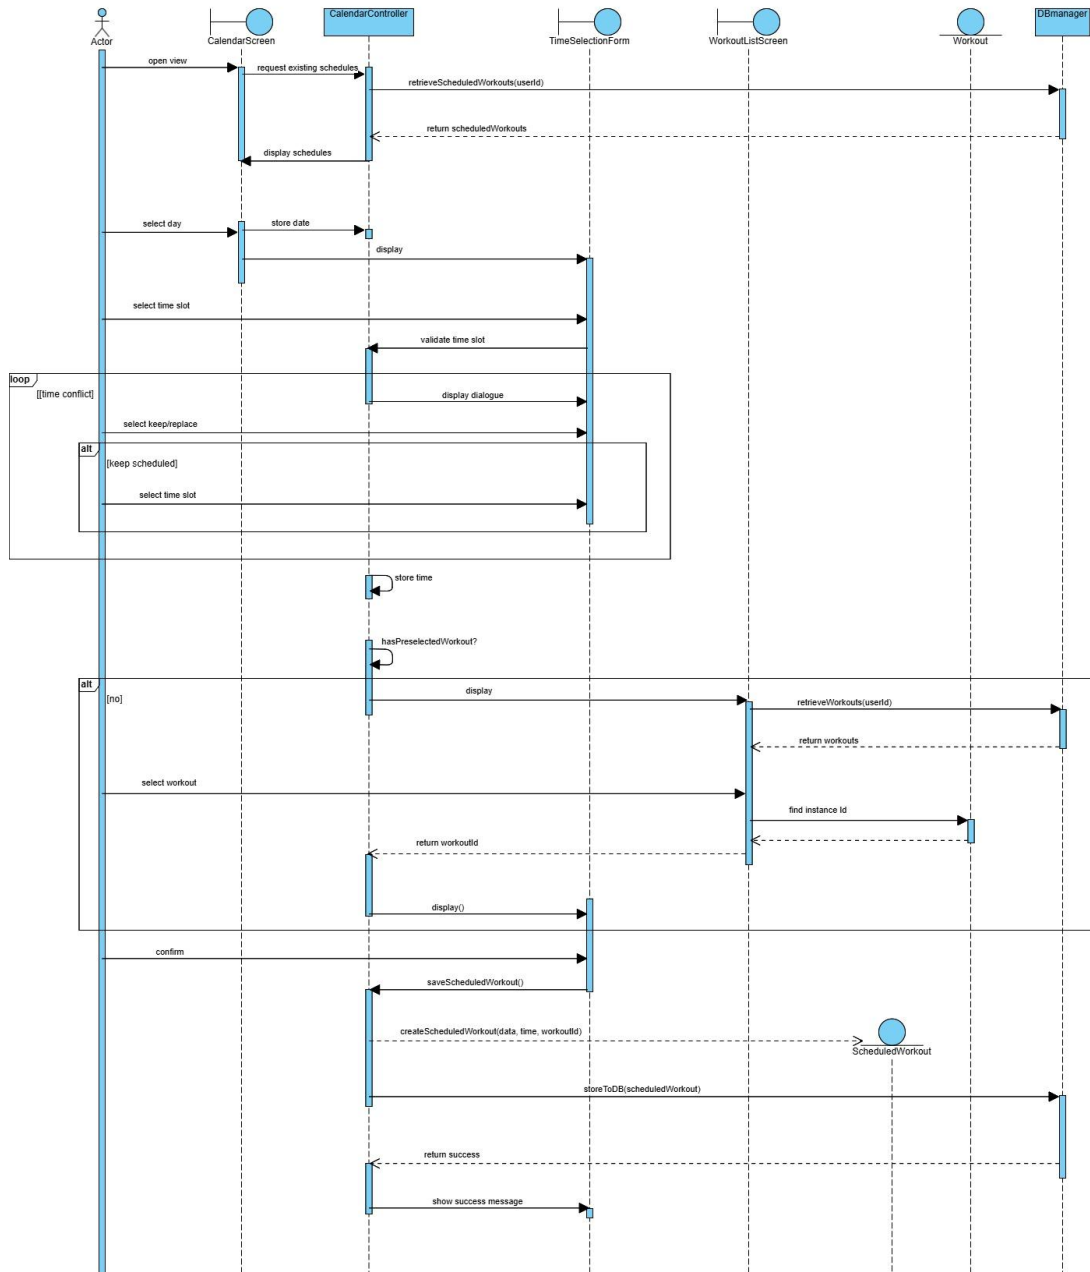 CalendarController
DBmanager
Actor
CalendarScreen
TimeSelectionForm
WorkoutListScreen
Workout
open view
request existing schedules
retrieveScheduledWorkouts(userId)
return scheduledWorkouts
display schedules
select day
store date
display
select time slot
validate time slot
loop
[[time conflict]
display dialogue
select keep/replace
alt
[keep scheduled]
select time slot
store time
hasPreselectedWorkout?
alt
[no]
display
retrieveWorkouts(userId)
return workouts
select workout
find instance Id
return workoutId
display()
confirm
saveScheduledWorkout()
createScheduledWorkout(data, time, workoutId)
ScheduledWorkout
storeToDB(scheduledWorkout)
return success
show success message